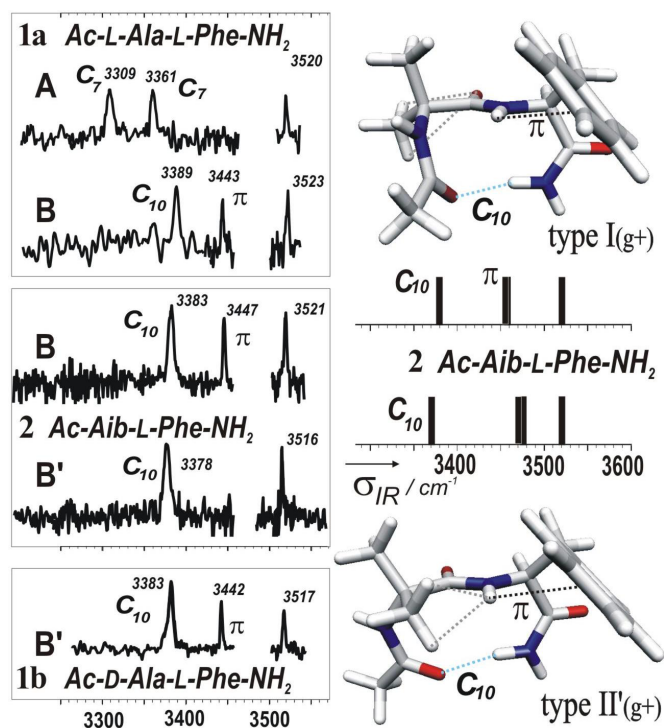 1a Ac-L-Ala-L-Phe-NH2
A C7 3309 3361 C7 3520
B C10 3389 3443 π 3523
π
C10
type I(g+)
B C10 3383 3447 π 3521
2 Ac-Aib-L-Phe-NH2
B' C10 3378 3516
C10 π
2 Ac-Aib-L-Phe-NH2
C10
3400 3500 3600
σIR / cm-1
B' C10 3383 3442 π 3517
1b Ac-D-Ala-L-Phe-NH2
3300 3400 3500
π
C10
type II'(g+)